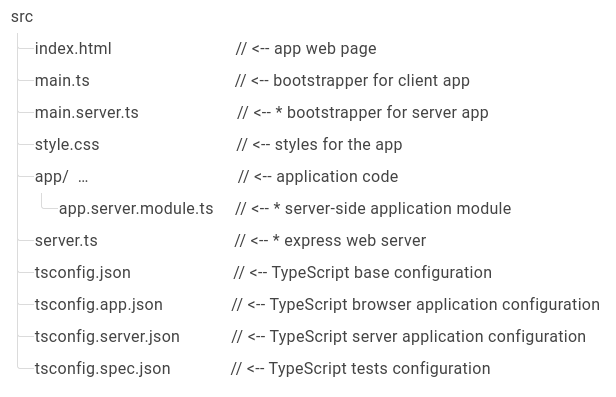 src
index.html // <-- app web page
main.ts // <-- bootstrapper for client app
main.server.ts // <-- * bootstrapper for server app
style.css // <-- styles for the app
app/ … // <-- application code
app.server.module.ts // <-- * server-side application module
server.ts // <-- * express web server
tsconfig.json // <-- TypeScript base configuration
tsconfig.app.json // <-- TypeScript browser application configuration
tsconfig.server.json // <-- TypeScript server application configuration
tsconfig.spec.json // <-- TypeScript tests configuration